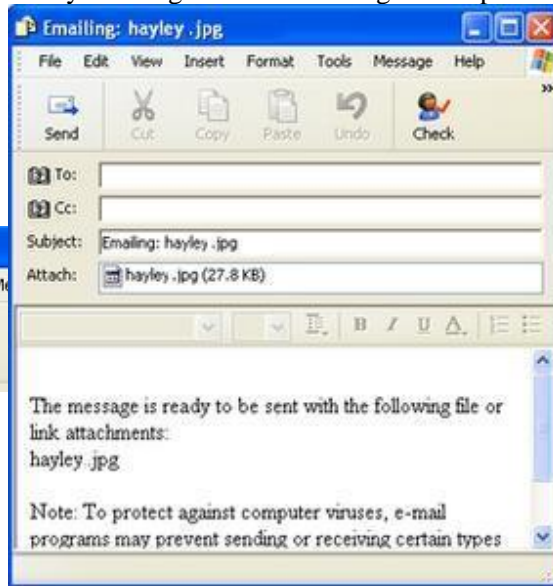 Emailing: hayley .jpg
File Edit View Insert Format Tools Message Help
Send Cut Copy Paste Undo Check
To:
Cc:
Subject: Emailing: hayley .jpg
Attach: hayley .jpg (27.8 KB)
B I U A
The message is ready to be sent with the following file or
link attachments:
hayley .jpg
Note: To protect against computer viruses, e-mail
programs may prevent sending or receiving certain types